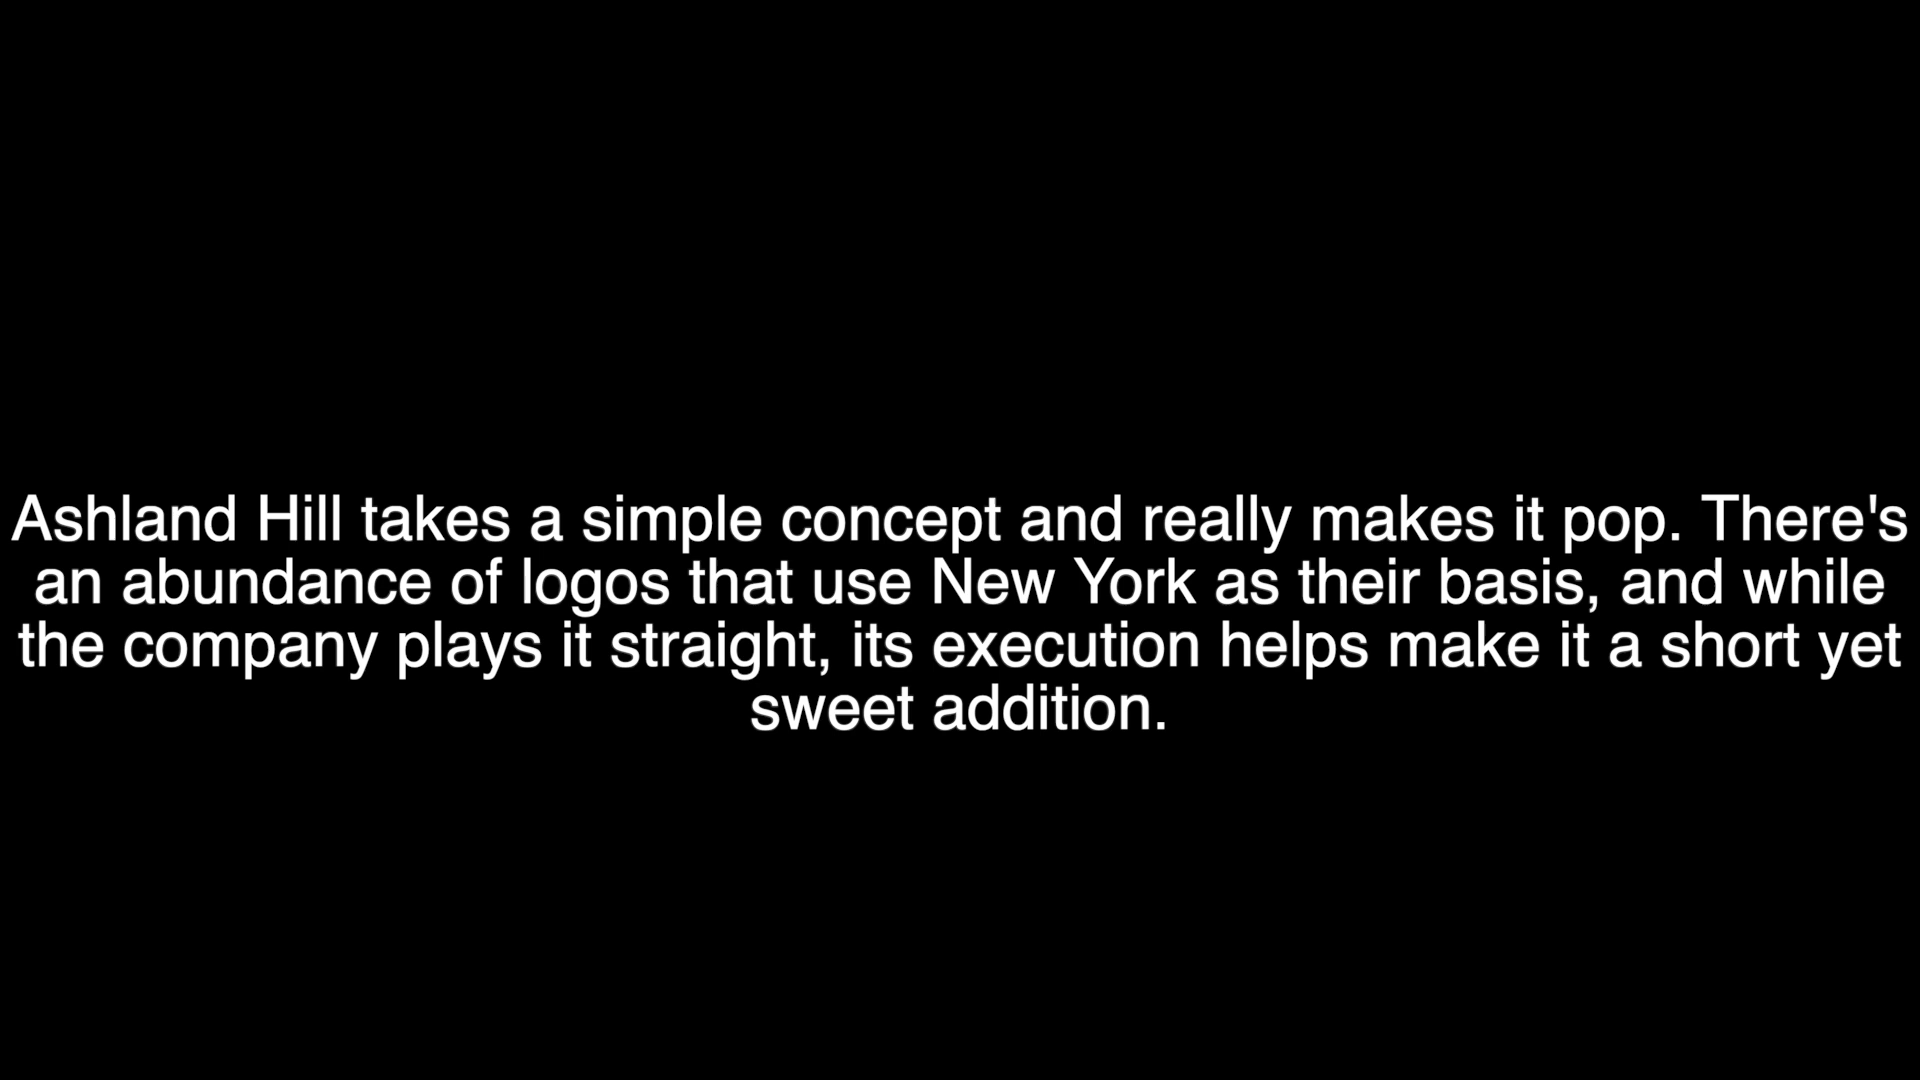 Ashland Hill takes a simple concept and really makes it pop. There's
an abundance of logos that use New York as their basis, and while
the company plays it straight, its execution helps make it a short yet
sweet addition.